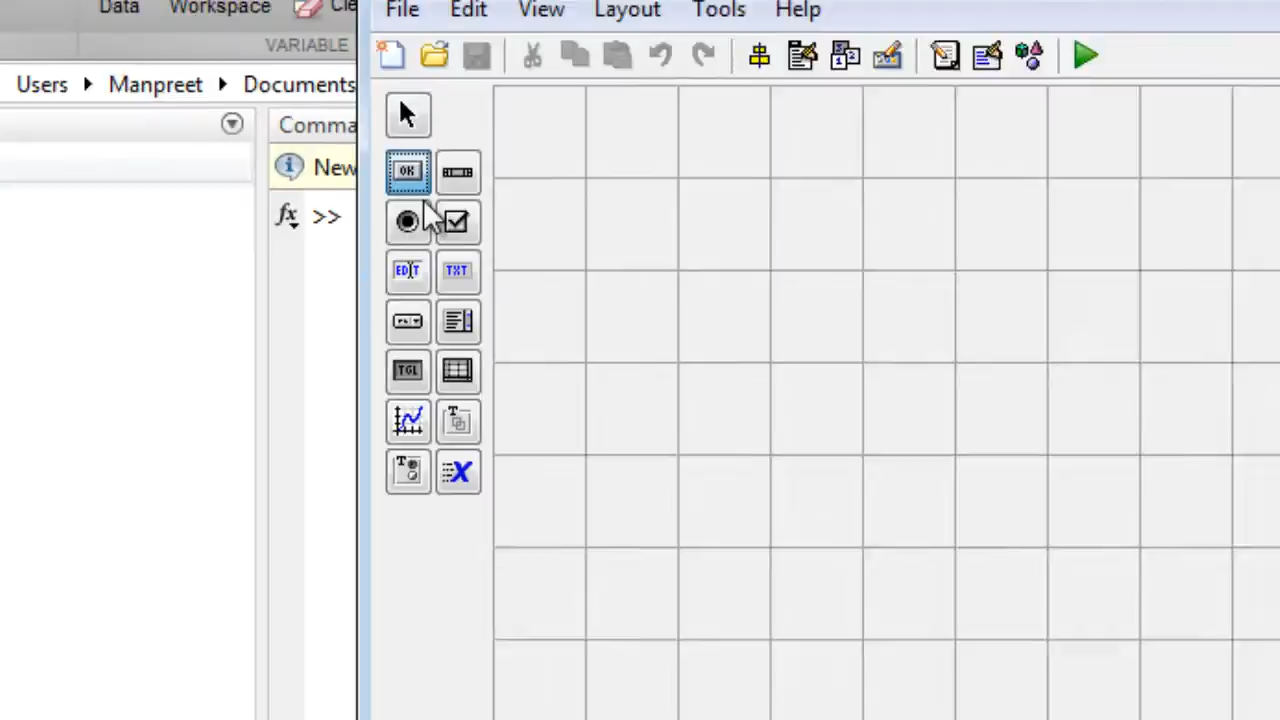 Data Workspace Cle
VARIABLE
File Edit View Layout Tools Help
Users Manpreet Documents
Comma
New
fx >>
OK
EDIT TXT
TGL
T
T X